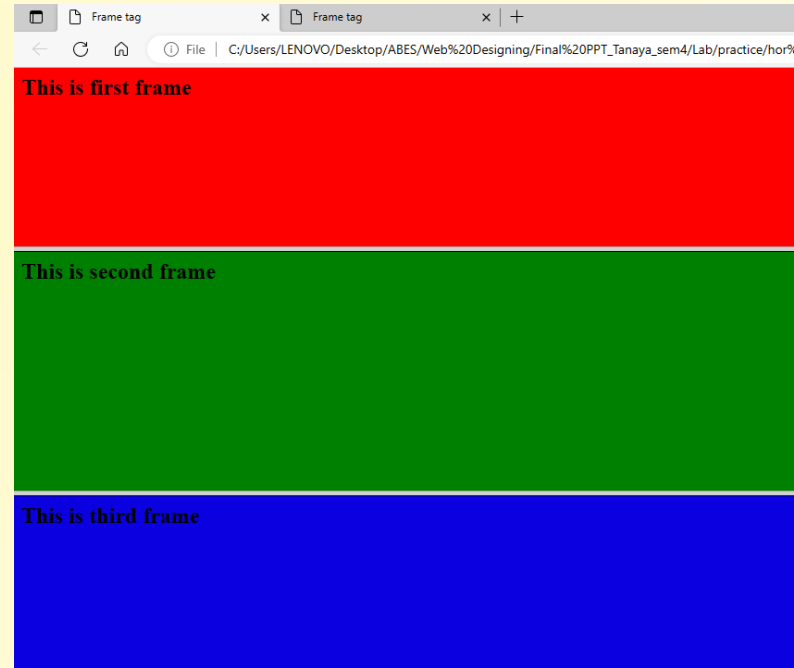 Frame tag
Frame tag
File | C:/Users/LENOVO/Desktop/ABES/Web%20Designing/Final%20PPT_Tanaya_sem4/Lab/practice/hor%
This is first frame
This is second frame
This is third frame